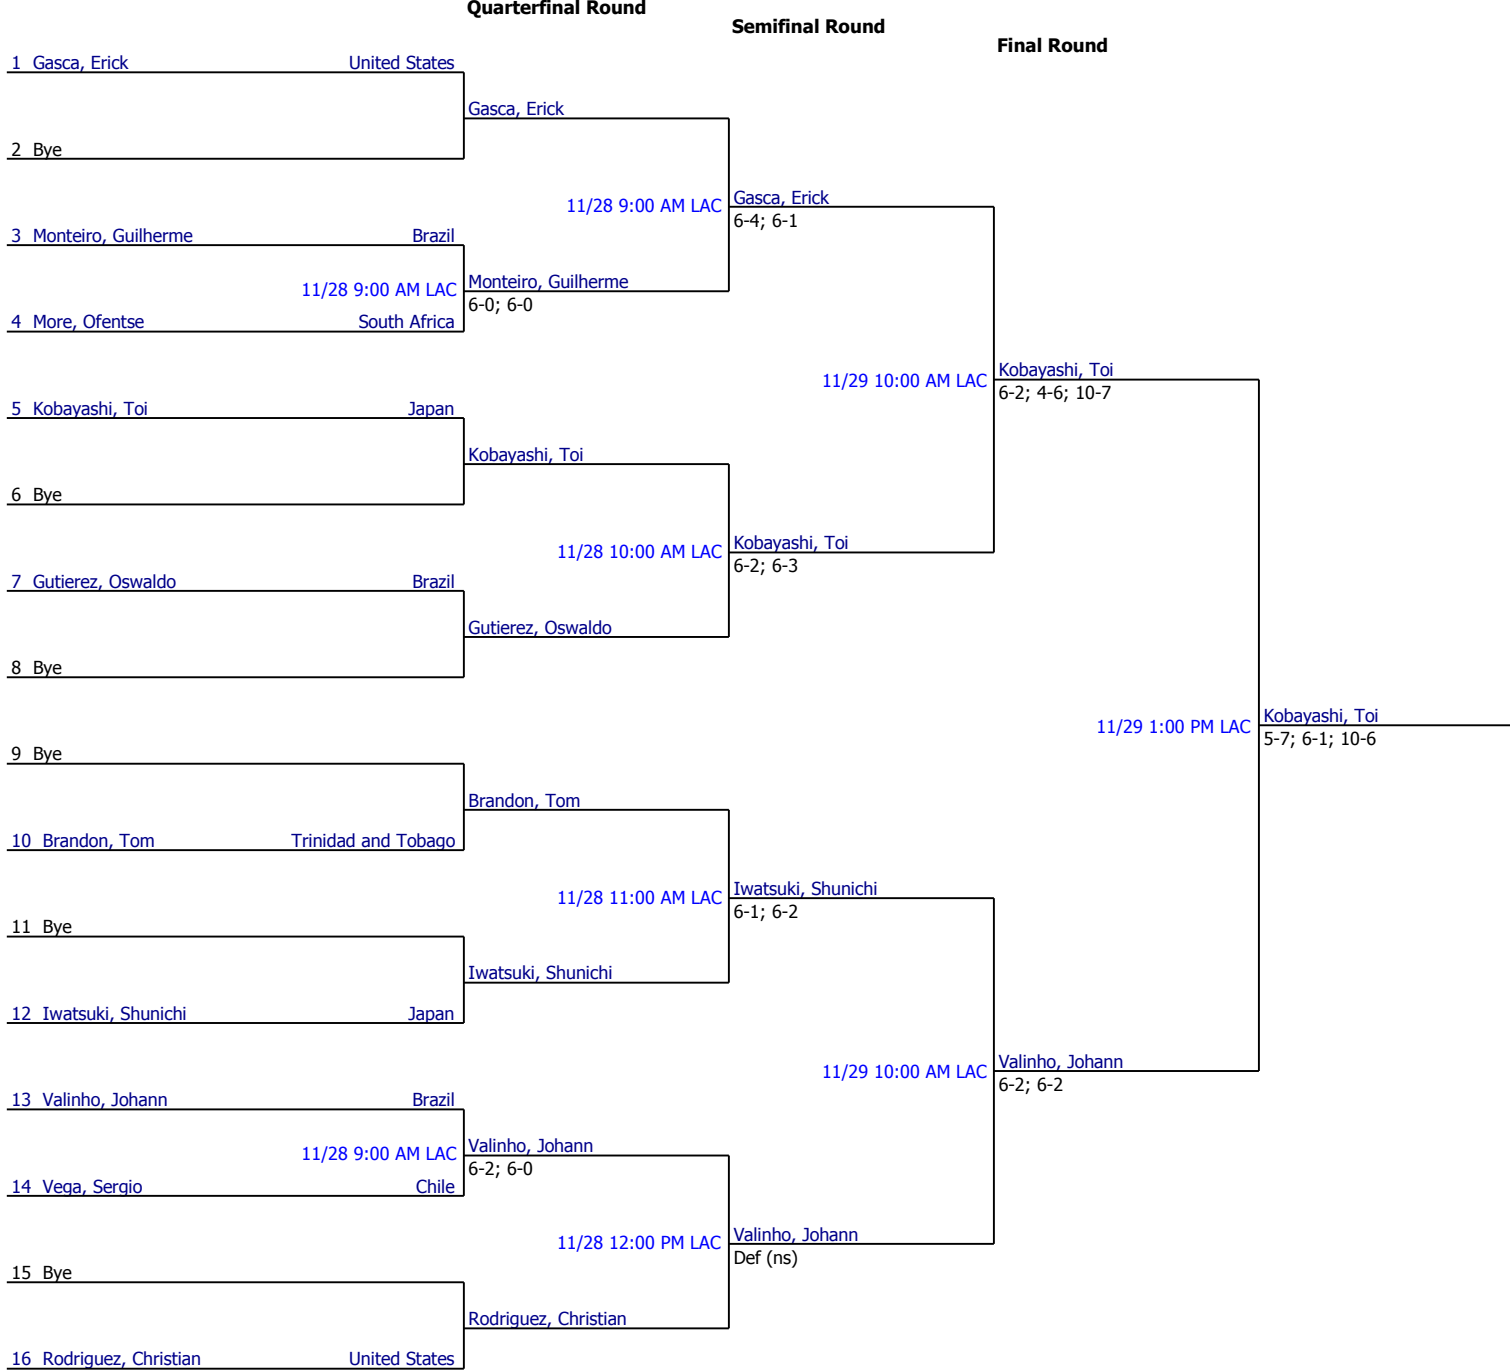 Quarterfinal Round
Semifinal Round
Final Round
1 Gasca, Erick United States
Gasca, Erick
2 Bye
11/28 9:00 AM LAC Gasca, Erick
6-4; 6-1
3 Monteiro, Guilherme Brazil
11/28 9:00 AM LAC Monteiro, Guilherme
6-0; 6-0
4 More, Ofentse South Africa
11/29 10:00 AM LAC Kobayashi, Toi
6-2; 4-6; 10-7
5 Kobayashi, Toi Japan
Kobayashi, Toi
6 Bye
11/28 10:00 AM LAC Kobayashi, Toi
6-2; 6-3
7 Gutierez, Oswaldo Brazil
Gutierez, Oswaldo
8 Bye
11/29 1:00 PM LAC Kobayashi, Toi
5-7; 6-1; 10-6
9 Bye
Brandon, Tom
10 Brandon, Tom Trinidad and Tobago
11/28 11:00 AM LAC Iwatsuki, Shunichi
6-1; 6-2
11 Bye
Iwatsuki, Shunichi
12 Iwatsuki, Shunichi Japan
11/29 10:00 AM LAC Valinho, Johann
6-2; 6-2
13 Valinho, Johann Brazil
11/28 9:00 AM LAC Valinho, Johann
6-2; 6-0
14 Vega, Sergio Chile
11/28 12:00 PM LAC Valinho, Johann
Def (ns)
15 Bye
Rodriguez, Christian
16 Rodriguez, Christian United States